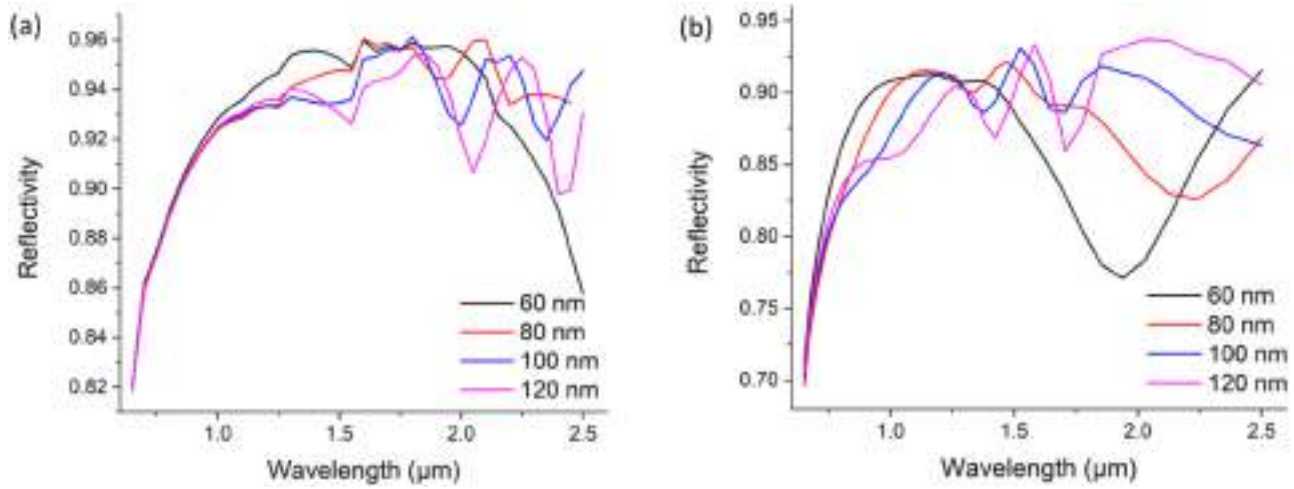 (a)
Reflectivity
0.96
0.94
0.92
0.90
0.88
0.86
0.84
0.82
1.0 1.5 2.0 2.5
Wavelength (μm)
60 nm
80 nm
100 nm
120 nm
(b)
Reflectivity
0.95
0.90
0.85
0.80
0.75
0.70
1.0 1.5 2.0 2.5
Wavelength (μm)
60 nm
80 nm
100 nm
120 nm